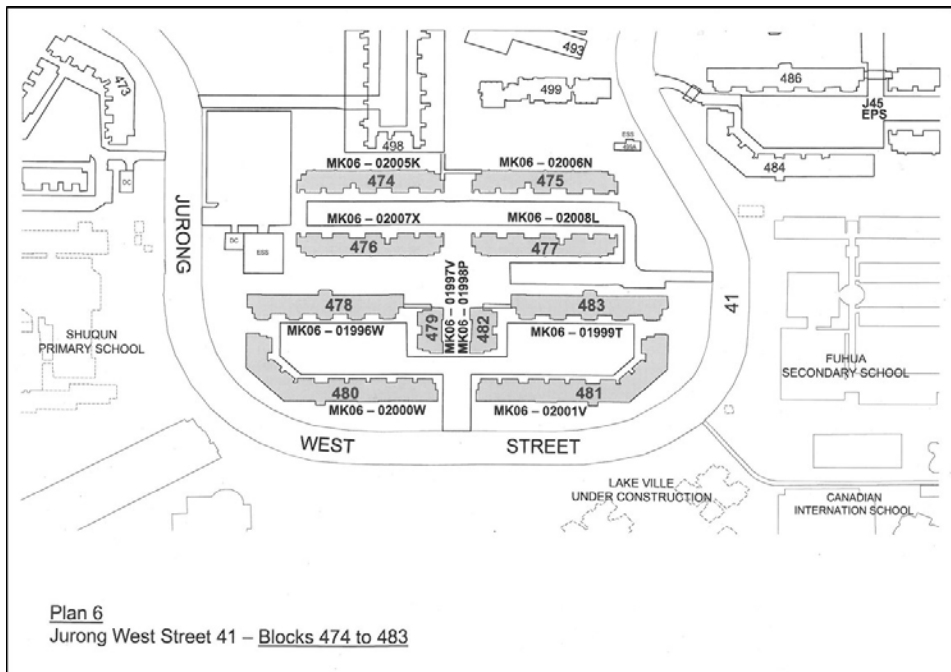 493
473
499
486
J45
EPS
498
ESS
499A
MK06 – 02005K
MK06 – 02006N
484
474
475
DC
JURONG
MK06 – 02007X
MK06 – 02008L
DC
ESS
476
477
MK06 – 01997V
MK06 – 01998P
478
483
41
479
482
MK06 – 01996W
MK06 – 01999T
SHUQUN
PRIMARY SCHOOL
FUHUA
SECONDARY SCHOOL
480
481
MK06 – 02000W
MK06 – 02001V
WEST
STREET
LAKE VILLE
UNDER CONSTRUCTION
CANADIAN
INTERNATION SCHOOL
Plan 6
Jurong West Street 41 – Blocks 474 to 483